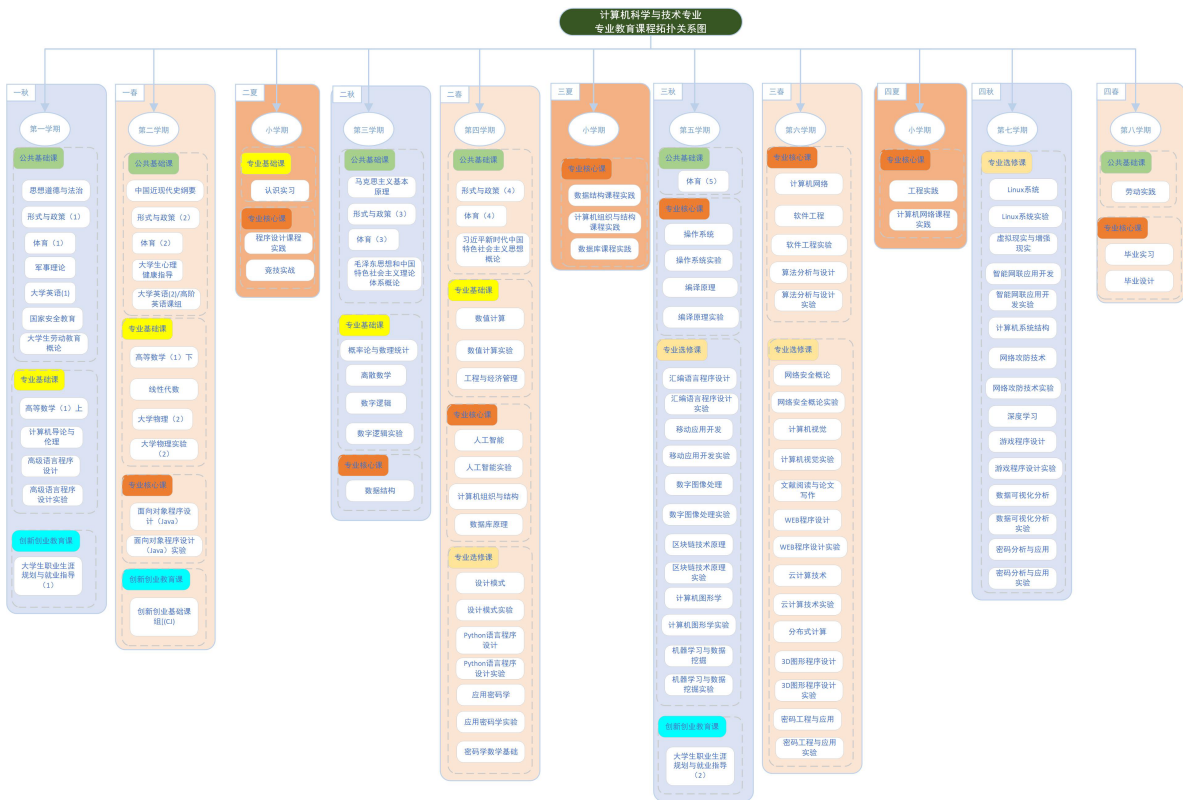 计算机科学与技术专业
专业教育课程拓扑关系图
一秋
第一学期
公共基础课
思想道德与法治
形式与政策（1）
体育（1）
军事理论
大学英语(1)
国家安全教育
大学生劳动教育
概论
专业基础课
高等数学（1）上
计算机导论与
伦理
高级语言程序
设计
高级语言程序
设计实验
创新创业教育课
大学生职业生涯
规划与就业指导
（1）
一春
第二学期
公共基础课
中国近现代史纲要
形式与政策（2）
体育（2）
大学生心理
健康指导
大学英语(2)/高阶
英语课组
专业基础课
高等数学（1）下
线性代数
大学物理（2）
大学物理实验
（2）
专业核心课
面向对象程序设
计（Java）
面向对象程序设计
（Java）实验
创新创业教育课
创新创业基础课
组|(CJ)
二夏
小学期
专业基础课
认识实习
专业核心课
程序设计课程
实践
竞技实战
二秋
第三学期
公共基础课
马克思主义基本
原理
形式与政策（3）
体育（3）
毛泽东思想和中国
特色社会主义理论
体系概论
专业基础课
概率论与数理统计
离散数学
数字逻辑
数字逻辑实验
专业核心课
数据结构
二春
第四学期
公共基础课
形式与政策（4）
体育（4）
习近平新时代中国
特色社会主义思想
概论
专业基础课
数值计算
数值计算实验
工程与经济管理
专业核心课
人工智能
人工智能实验
计算机组织与结构
数据库原理
专业选修课
设计模式
设计模式实验
Python语言程序
设计
Python语言程序
设计实验
应用密码学
应用密码学实验
密码学数学基础
三夏
小学期
专业核心课
数据结构课程实践
计算机组织与结构
课程实践
数据库课程实践
三秋
第五学期
公共基础课
体育（5）
专业核心课
操作系统
操作系统实验
编译原理
编译原理实验
专业选修课
汇编语言程序设计
汇编语言程序设计
实验
移动应用开发
移动应用开发实验
数字图像处理
数字图像处理实验
区块链技术原理
区块链技术原理
实验
计算机图形学
计算机图形学实验
机器学习与数据
挖掘
机器学习与数据
挖掘实验
创新创业教育课
大学生职业生涯
规划与就业指导
（2）
三春
第六学期
专业核心课
计算机网络
软件工程
软件工程实验
算法分析与设计
算法分析与设计
实验
专业选修课
网络安全概论
网络安全概论实验
计算机视觉
计算机视觉实验
文献阅读与论文
写作
WEB程序设计
WEB程序设计实验
云计算技术
云计算技术实验
分布式计算
3D图形程序设计
3D图形程序设计
实验
密码工程与应用
密码工程与应用
实验
四夏
小学期
专业核心课
工程实践
计算机网络课程
实践
四秋
第七学期
专业选修课
Linux系统
Linux系统实验
虚拟现实与增强
现实
智能网联应用开发
智能网联应用开
发实验
计算机系统结构
网络攻防技术
网络攻防技术实验
深度学习
游戏程序设计
游戏程序设计实验
数据可视化分析
数据可视化分析
实验
密码分析与应用
密码分析与应用
实验
四春
第八学期
公共基础课
劳动实践
专业核心课
毕业实习
毕业设计